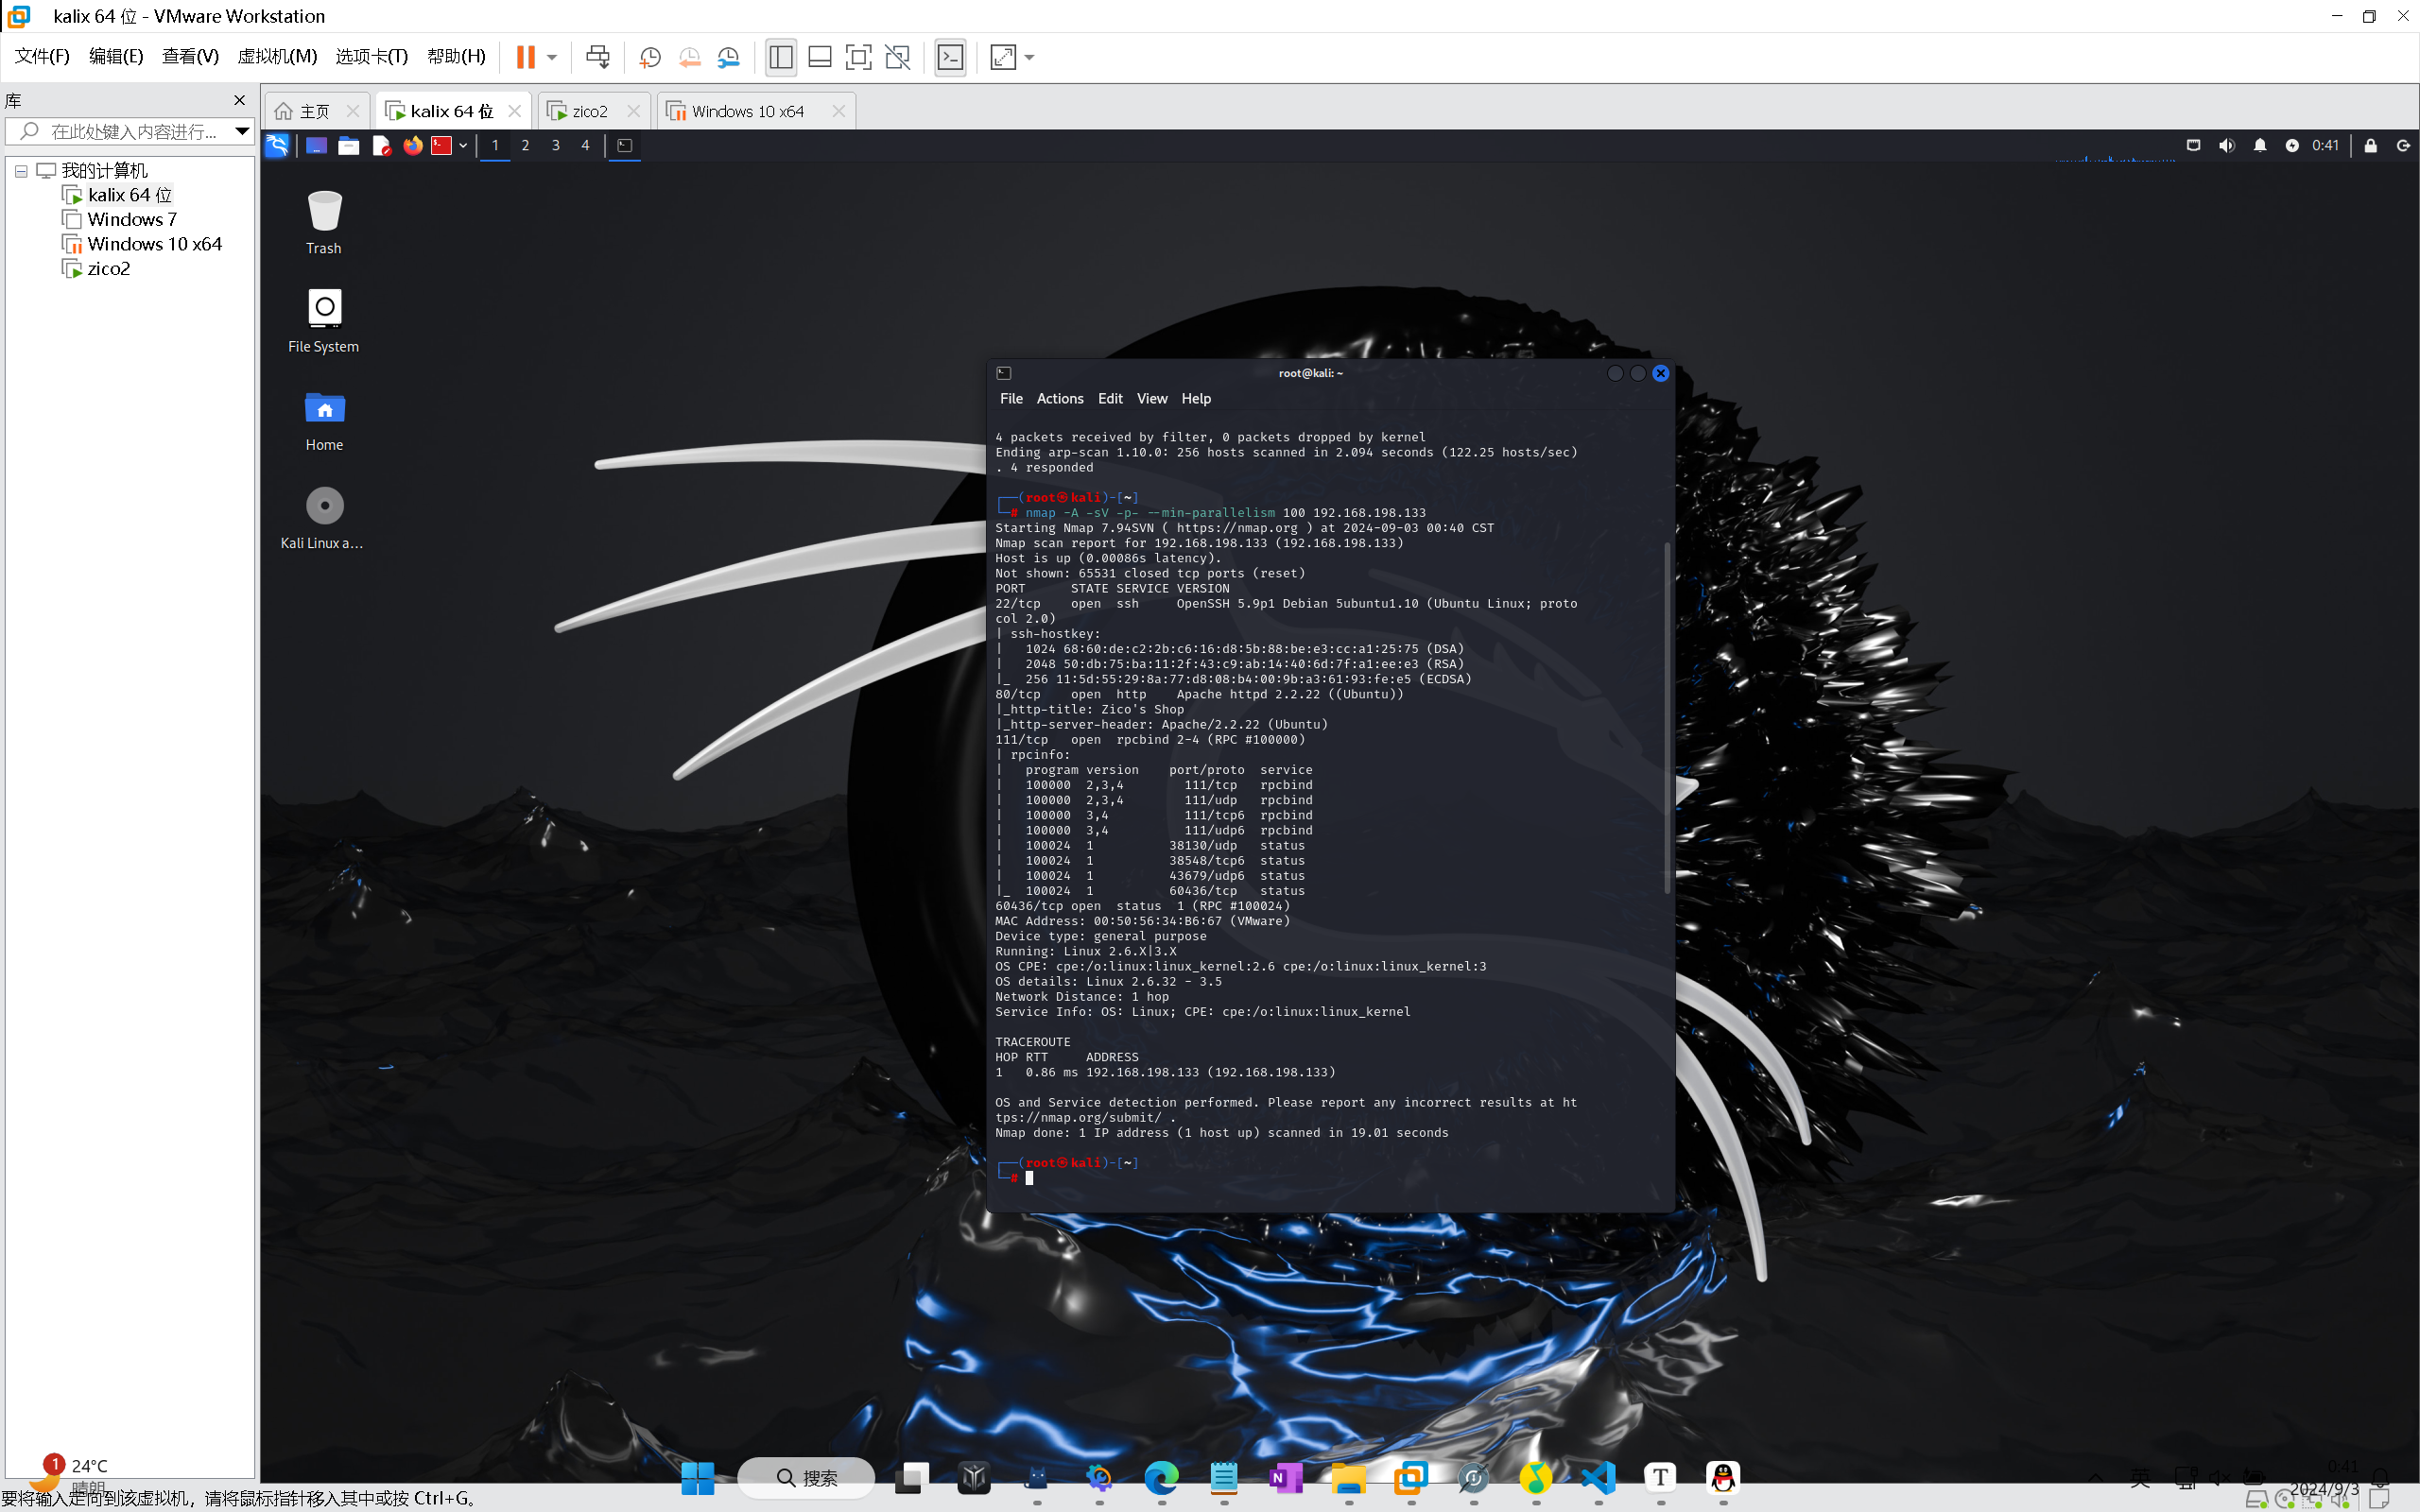 kalix 64 位 - VMware Workstation
文件(F) 编辑(E) 查看(V) 虚拟机(M) 选项卡(T) 帮助(H)
库
在此处键入内容进行...
我的计算机
kalix 64 位
Windows 7
Windows 10 x64
zico2
主页 kalix 64 位 zico2 Windows 10 x64
1 2 3 4 0:41
Trash
File System
Home
Kali Linux a...
root@kali: ~
File Actions Edit View Help
4 packets received by filter, 0 packets dropped by kernel
Ending arp-scan 1.10.0: 256 hosts scanned in 2.094 seconds (122.25 hosts/sec)
. 4 responded
┌──(root㉿kali)-[~]
└─# nmap -A -sV -p- --min-parallelism 100 192.168.198.133
Starting Nmap 7.94SVN ( https://nmap.org ) at 2024-09-03 00:40 CST
Nmap scan report for 192.168.198.133 (192.168.198.133)
Host is up (0.00086s latency).
Not shown: 65531 closed tcp ports (reset)
PORT STATE SERVICE VERSION
22/tcp open ssh OpenSSH 5.9p1 Debian 5ubuntu1.10 (Ubuntu Linux; proto
col 2.0)
| ssh-hostkey:
| 1024 68:60:de:c2:2b:c6:16:d8:5b:88:be:e3:cc:a1:25:75 (DSA)
| 2048 50:db:75:ba:11:2f:43:c9:ab:14:40:6d:7f:a1:ee:e3 (RSA)
|_ 256 11:5d:55:29:8a:77:d8:08:b4:00:9b:a3:61:93:fe:e5 (ECDSA)
80/tcp open http Apache httpd 2.2.22 ((Ubuntu))
|_http-title: Zico's Shop
|_http-server-header: Apache/2.2.22 (Ubuntu)
111/tcp open rpcbind 2-4 (RPC #100000)
| rpcinfo:
| program version port/proto service
| 100000 2,3,4 111/tcp rpcbind
| 100000 2,3,4 111/udp rpcbind
| 100000 3,4 111/tcp6 rpcbind
| 100000 3,4 111/udp6 rpcbind
| 100024 1 38130/udp status
| 100024 1 38548/tcp6 status
| 100024 1 43679/udp6 status
|_ 100024 1 60436/tcp status
60436/tcp open status 1 (RPC #100024)
MAC Address: 00:50:56:34:B6:67 (VMware)
Device type: general purpose
Running: Linux 2.6.X|3.X
OS CPE: cpe:/o:linux:linux_kernel:2.6 cpe:/o:linux:linux_kernel:3
OS details: Linux 2.6.32 - 3.5
Network Distance: 1 hop
Service Info: OS: Linux; CPE: cpe:/o:linux:linux_kernel
TRACEROUTE
HOP RTT ADDRESS
1 0.86 ms 192.168.198.133 (192.168.198.133)
OS and Service detection performed. Please report any incorrect results at ht
tps://nmap.org/submit/ .
Nmap done: 1 IP address (1 host up) scanned in 19.01 seconds
┌──(root㉿kali)-[~]
└─#
1 24°C
晴朗
搜索
英 0:41
2024/9/3
要将输入定向到该虚拟机，请将鼠标指针移入其中或按 Ctrl+G。